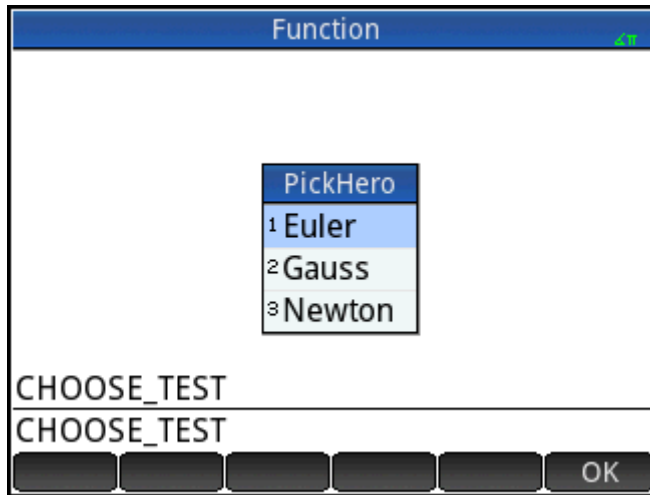 Function
∡π
PickHero
1 Euler
2 Gauss
3 Newton
CHOOSE_TEST
CHOOSE_TEST
OK